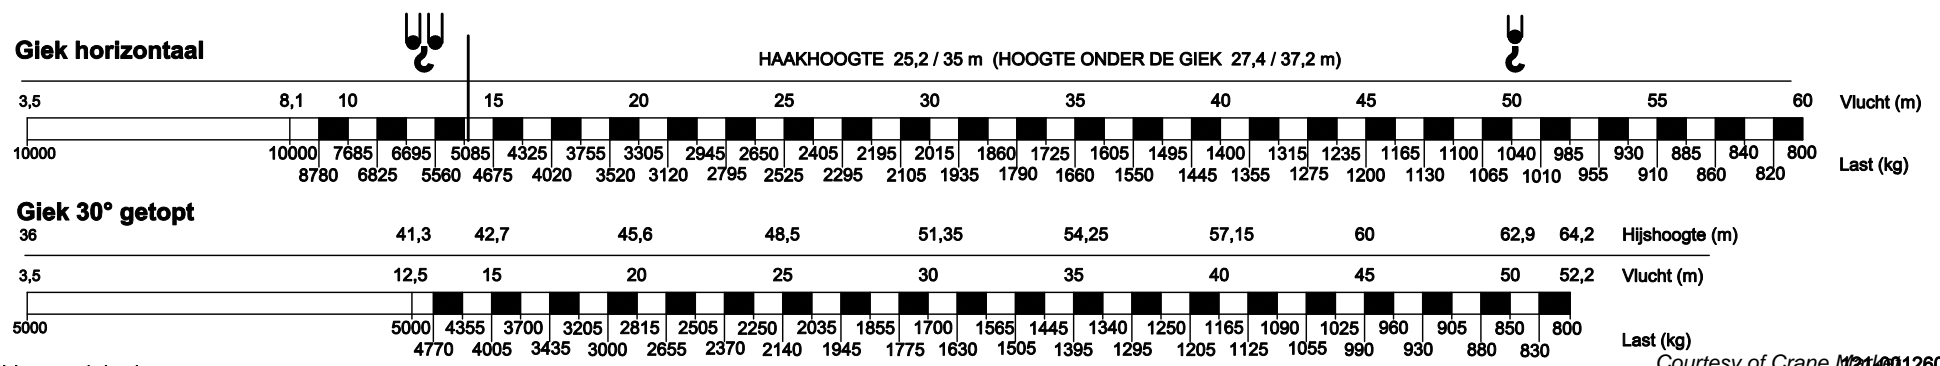 Giek horizontaal
HAAKHOOGTE 25,2 / 35 m (HOOGTE ONDER DE GIEK 27,4 / 37,2 m)
3,5 8,1 10 15 20 25 30 35 40 45 50 55 60 Vlucht (m)
10000 10000 7685 6695 5085 4325 3755 3305 2945 2650 2405 2195 2015 1860 1725 1605 1495 1400 1315 1235 1165 1100 1040 985 930 885 840 800
8780 6825 5560 4675 4020 3520 3120 2795 2525 2295 2105 1935 1790 1660 1550 1445 1355 1275 1200 1130 1065 1010 955 910 860 820 Last (kg)
Giek 30° getopt
36 41,3 42,7 45,6 48,5 51,35 54,25 57,15 60 62,9 64,2 Hijshoogte (m)
3,5 12,5 15 20 25 30 35 40 45 50 52,2 Vlucht (m)
5000 5000 4355 3700 3205 2815 2505 2250 2035 1855 1700 1565 1445 1340 1250 1165 1090 1025 960 905 850 800
4770 4005 3435 3000 2655 2370 2140 1945 1775 1630 1505 1395 1295 1205 1125 1055 990 930 880 830 Last (kg)
Courtesy of Crane